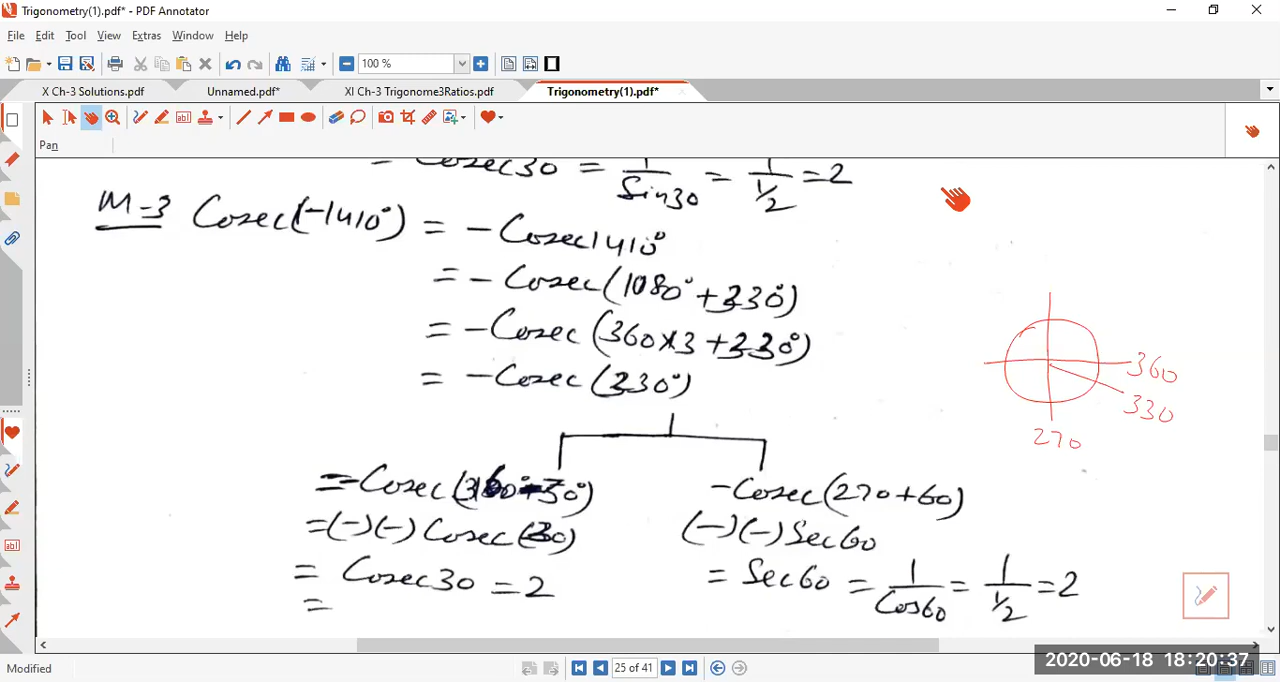 Trigonometry(1).pdf* - PDF Annotator
File Edit Tool View Extras Window Help
100 %
X Ch-3 Solutions.pdf Unnamed.pdf* XI Ch-3 Trigonome3Ratios.pdf Trigonometry(1).pdf*
Pan
= Cosec30 = 1/Sin30 = 1/½ = 2
M-3 Cosec(-1410°) = -Cosec1410°
= -Cosec(1080°+330°)
= -Cosec(360×3+330°)
= -Cosec(330°)
360
330
270
= -Cosec(360°-30°) -Cosec(270+60)
= (-)(-) Cosec(30) (-)(-) Sec60
= Cosec30 = 2 = Sec60 = 1/Cos60 = 1/½ = 2
=
Modified 25 of 41 2020-06-18 18:20:37